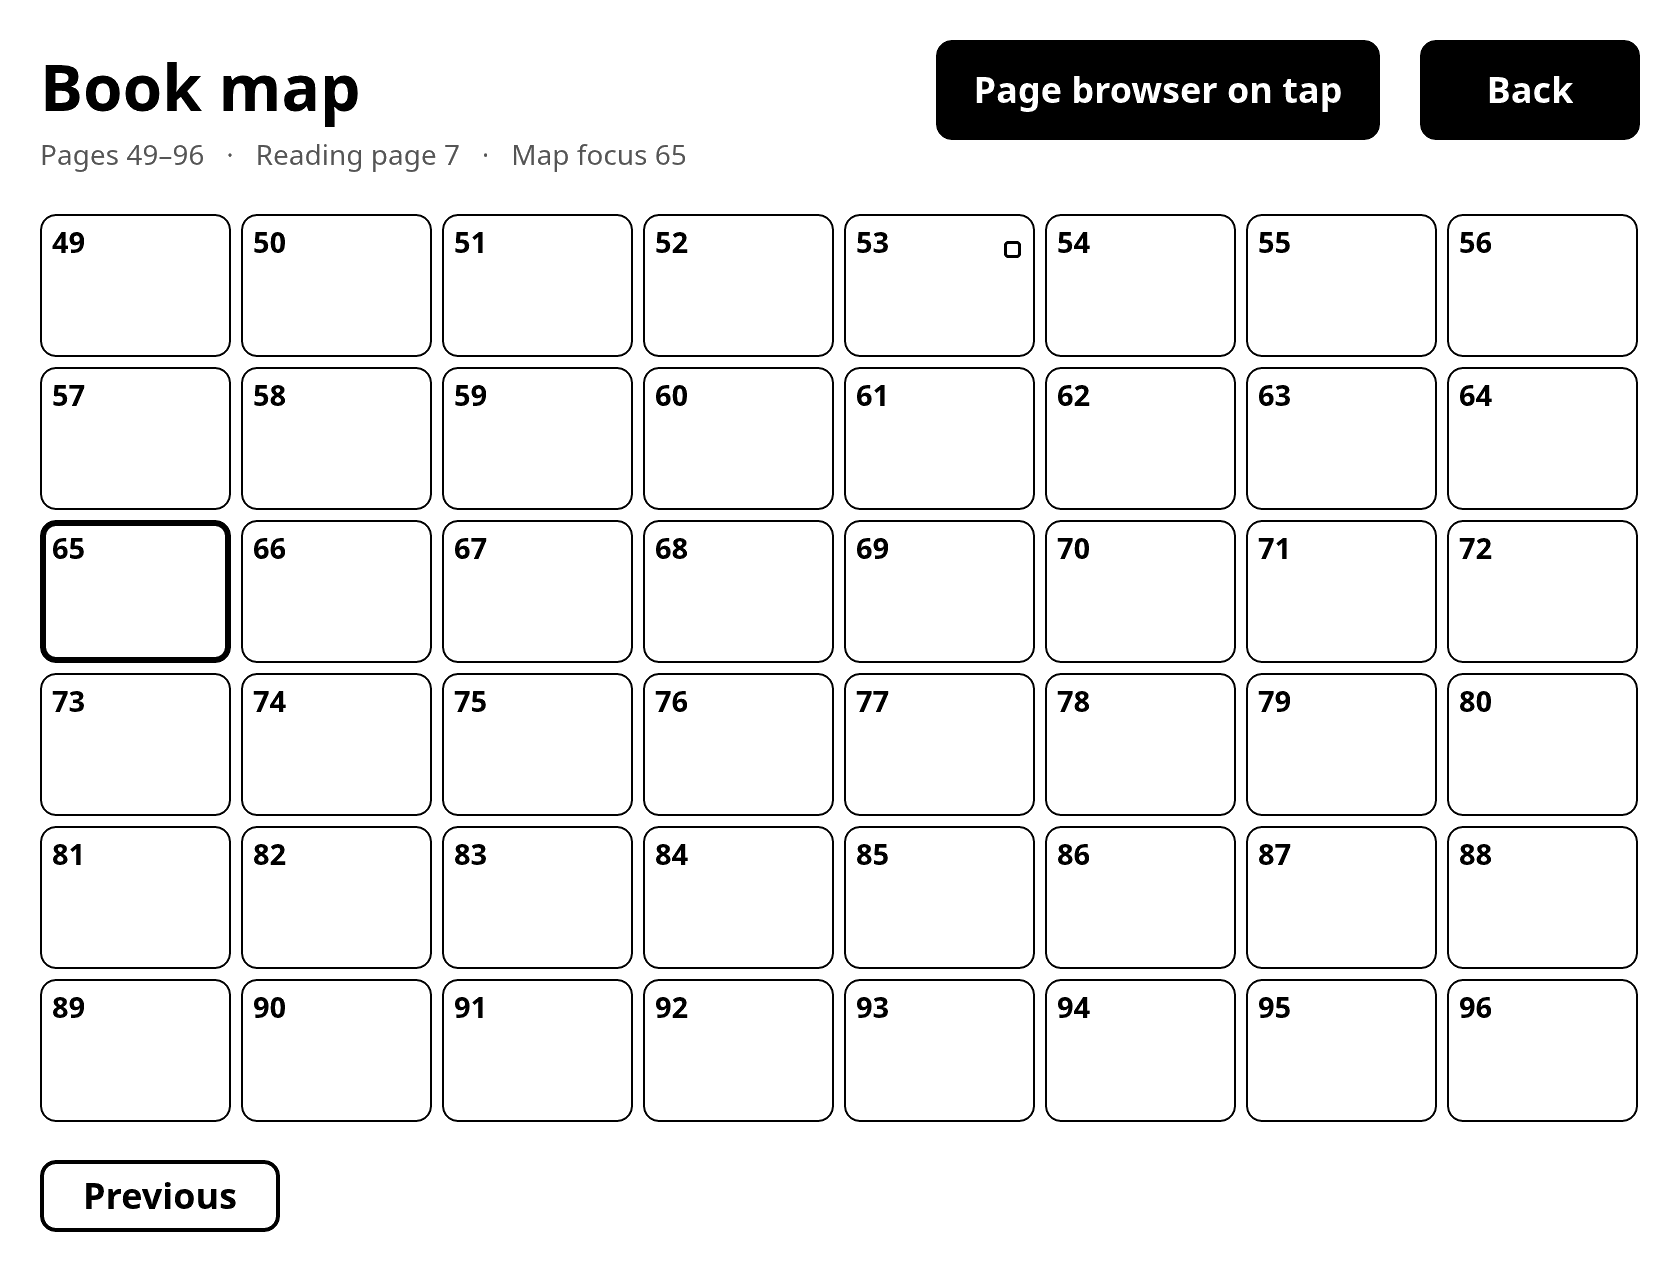 Book map
Page browser on tap
Back
Pages 49–96 · Reading page 7 · Map focus 65
49 50 51 52 53 54 55 56
57 58 59 60 61 62 63 64
65 66 67 68 69 70 71 72
73 74 75 76 77 78 79 80
81 82 83 84 85 86 87 88
89 90 91 92 93 94 95 96
Previous